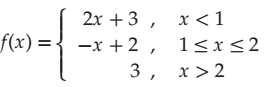 f(x) = { 2x + 3 , x < 1
−x + 2 , 1 ≤ x ≤ 2
3 , x > 2